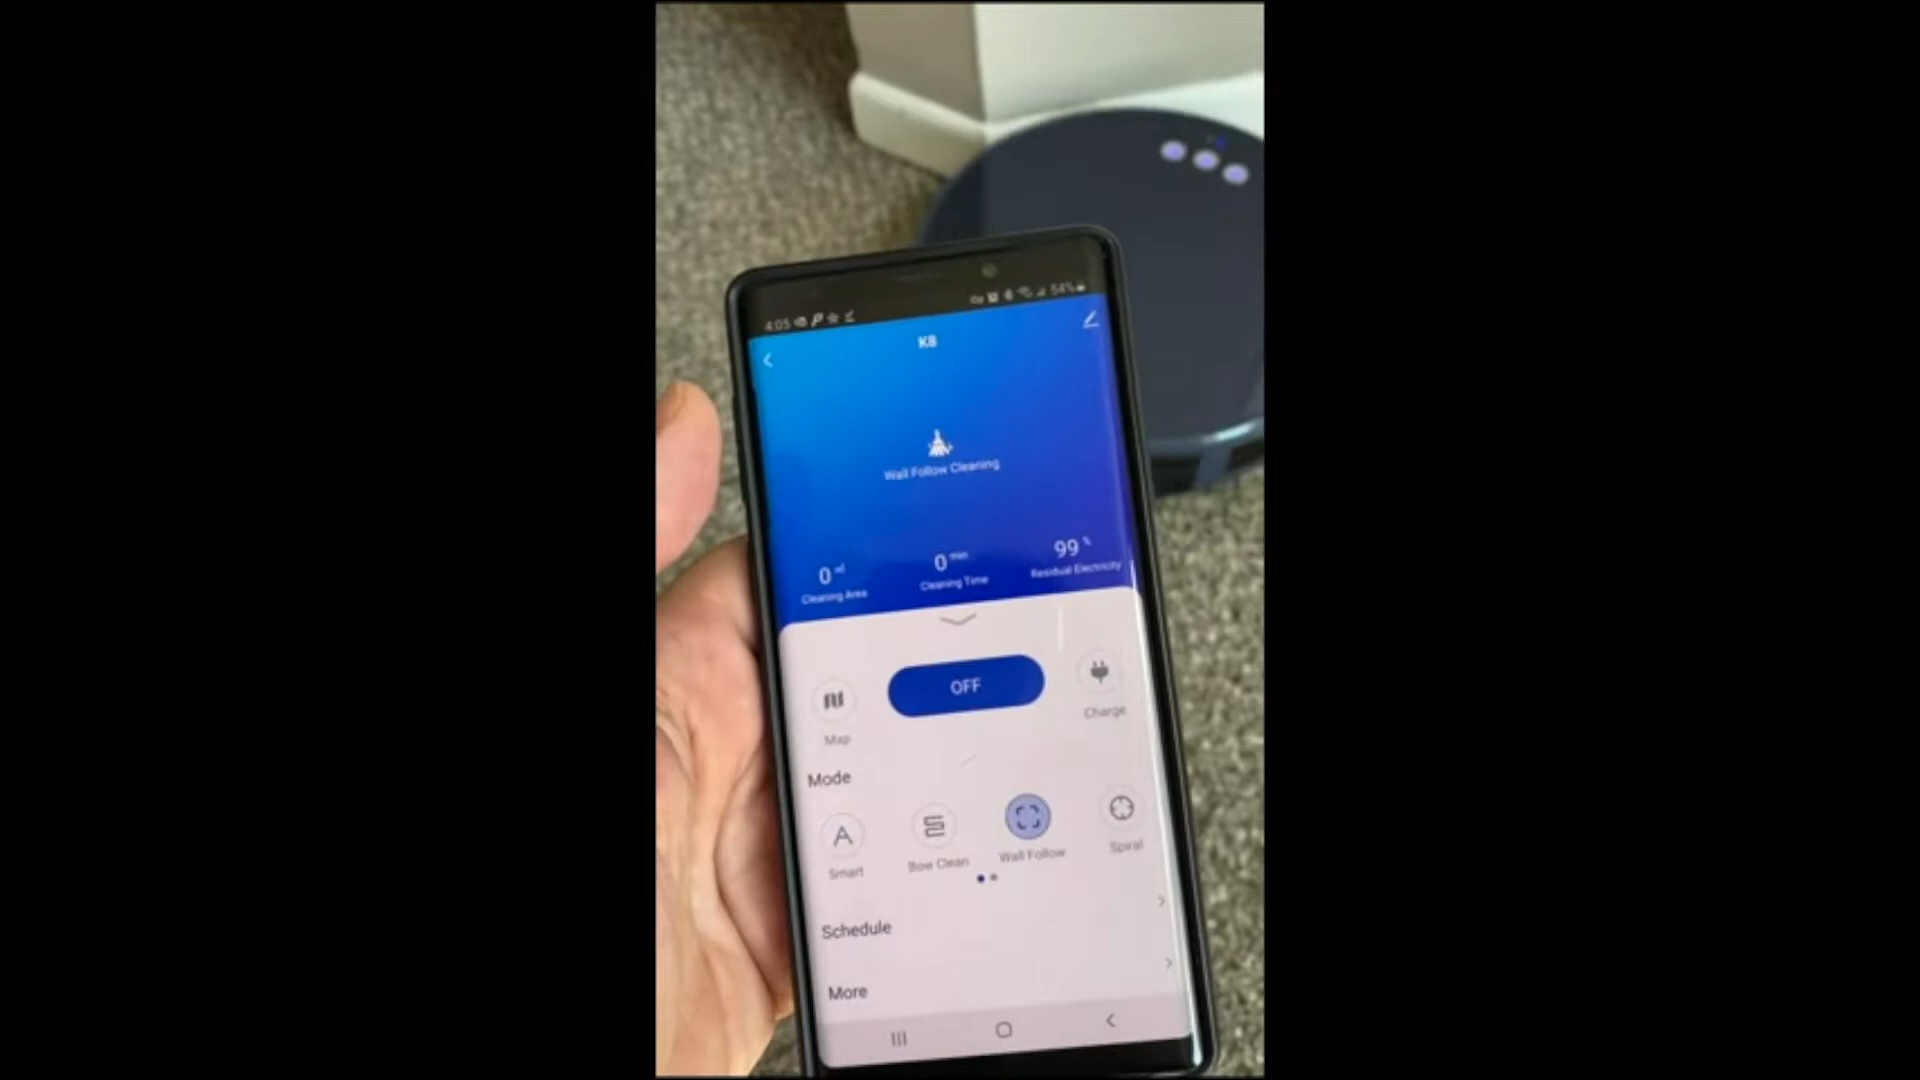 4:05
54%
K8
Wall Follow Cleaning
0
0 min
99 %
Cleaning Area
Cleaning Time
Residual Electricity
OFF
Map
Charge
Mode
Smart
Bow Clean
Wall Follow
Spiral
Schedule
More